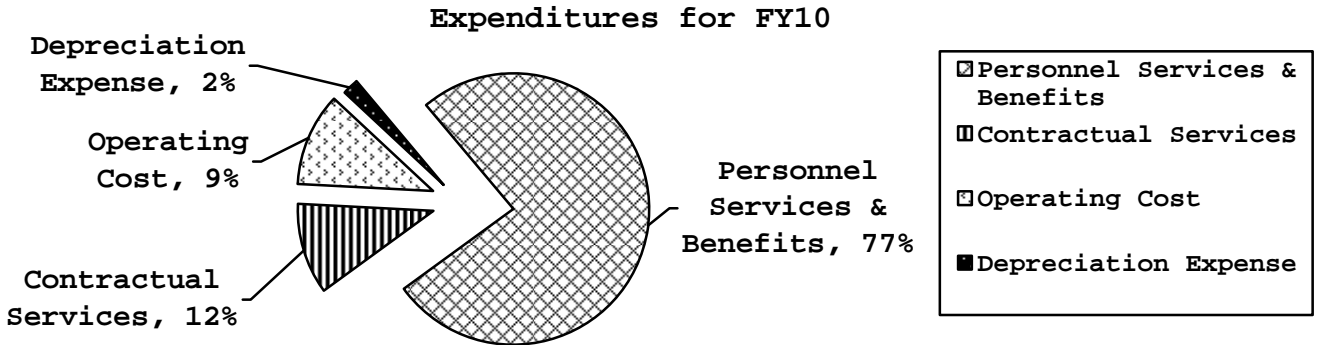 Expenditures for FY10
Depreciation
Expense, 2%
Operating
Cost, 9%
Contractual
Services, 12%
Personnel
Services &
Benefits, 77%
Personnel Services &
Benefits
Contractual Services
Operating Cost
Depreciation Expense